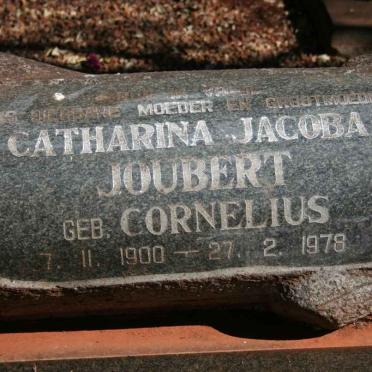 MOEDER EN GROOTMOEDER
CATHARINA JACOBA
JOUBERT
GEB. CORNELIUS
7. 11. 1900 — 27. 2. 1978